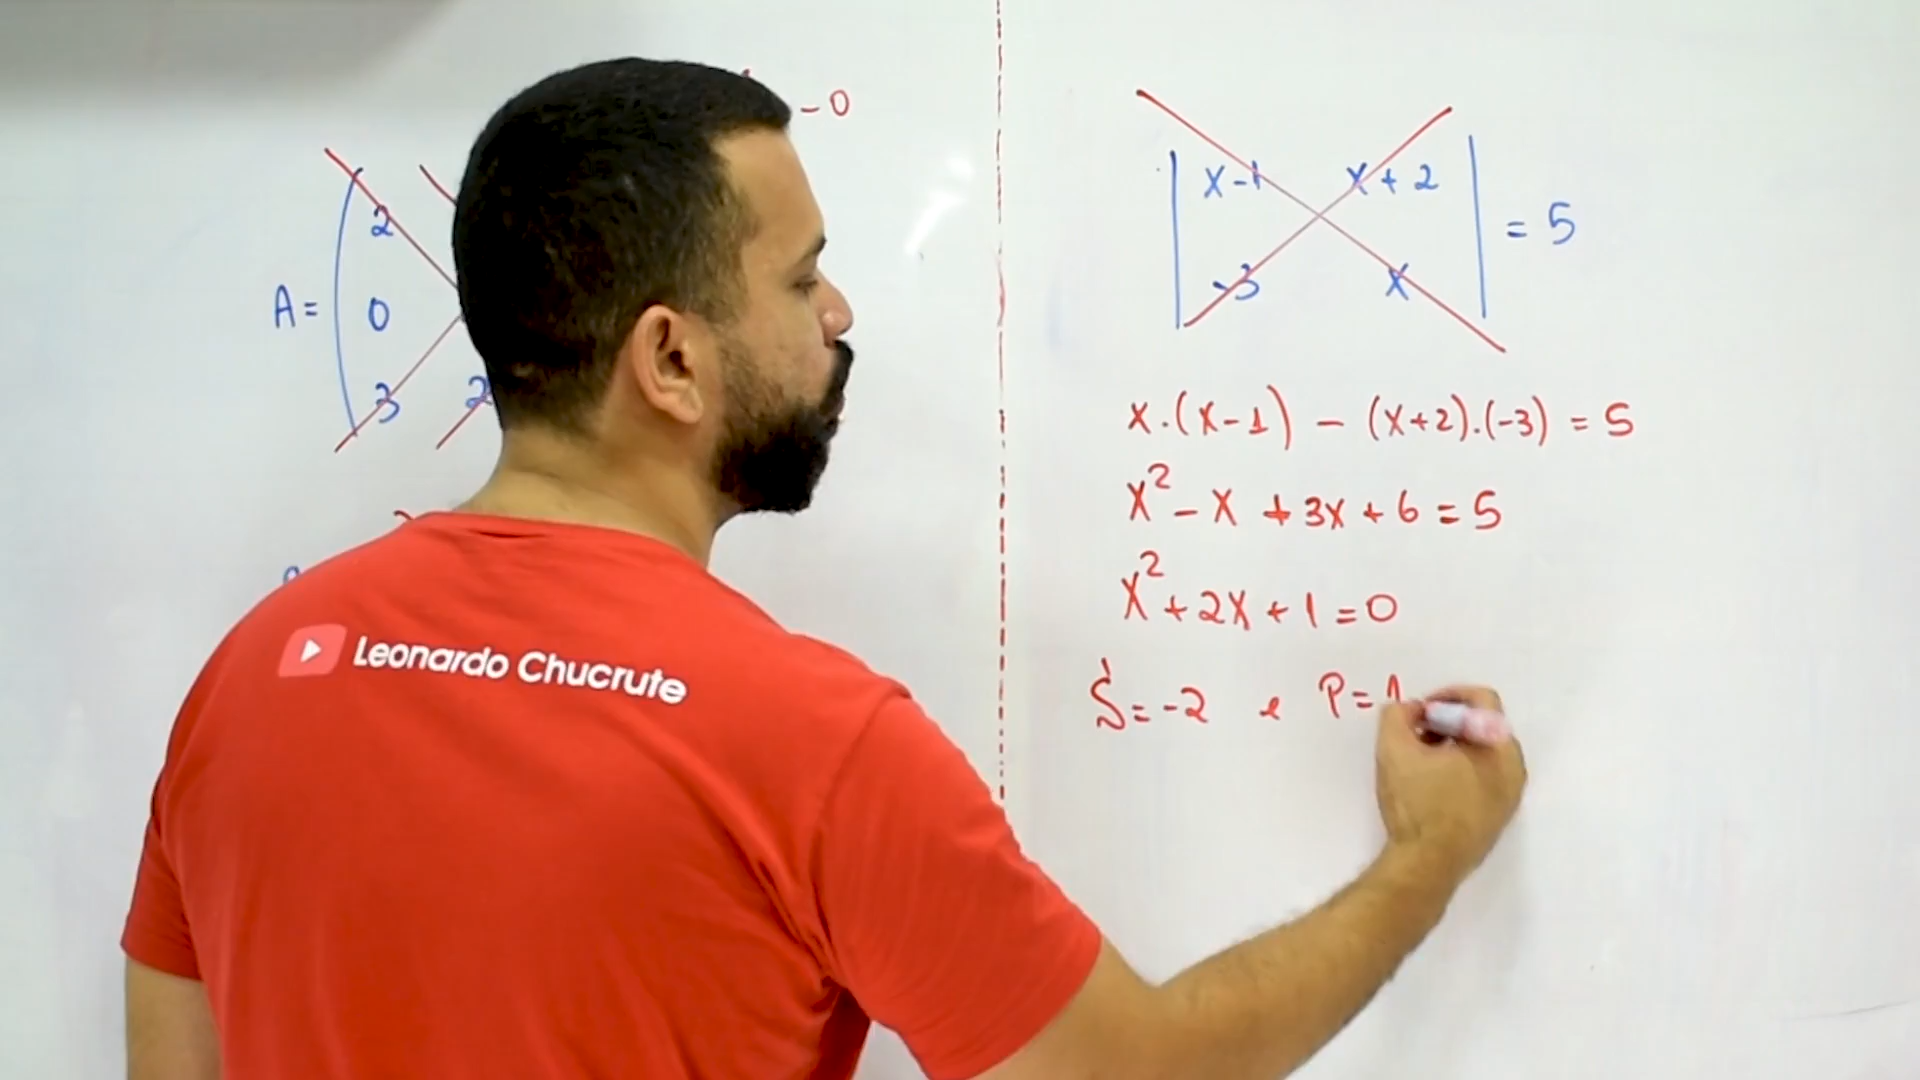 - 0
2
A = 0
3 2
x-1 x+2
-3 x
= 5
x.(x-1) - (x+2).(-3) = 5
x² - x + 3x + 6 = 5
x² + 2x + 1 = 0
S = -2 e P = 1
Leonardo Chucrute